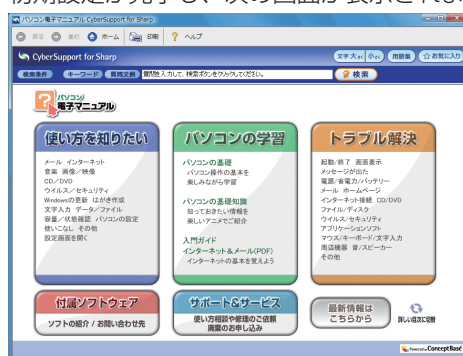 初期設定が完了し、次の画面が表示されま
パソコン電子マニュアル CyberSupport for Sharp
戻る 進む ホーム 印刷 ? ヘルプ
CyberSupport for Sharp 文字 大きく 小さく 用語集 ☆お気に入り
検索条件 キーワード 質問文例 質問を入力して、検索ボタンをクリックしてください。 検索
パソコン
電子マニュアル
使い方を知りたい
メール インターネット
音楽 画像/映像
CD/DVD
ウイルス/セキュリティ
Windowsの更新 はがき作成
文字入力 データ/ファイル
容量/状態確認 パソコンの設定
使いこなし その他
設定画面を開く
パソコンの学習
パソコンの基礎
パソコン操作の基本を
楽しみながら学習
パソコンの基礎知識
知っておきたい情報を
楽しいアニメでご紹介
入門ガイド
インターネット&メール(PDF)
インターネットの基本を覚えよう
トラブル解決
起動/終了 画面表示
メッセージが出た
電源/省電力/バッテリー
メール ホームページ
インターネット接続 CD/DVD
ファイル/ディスク
ウイルス/セキュリティ
アプリケーションソフト
マウス/キーボード/文字入力
周辺機器 音/スピーカー
その他
付属ソフトウェア
ソフトの紹介 / お問い合わせ先
サポート&サービス
使い方相談や修理のご依頼
廃棄のお申し込み
最新情報は
こちらから
詳しい目次に切替
Powered by ConceptBase